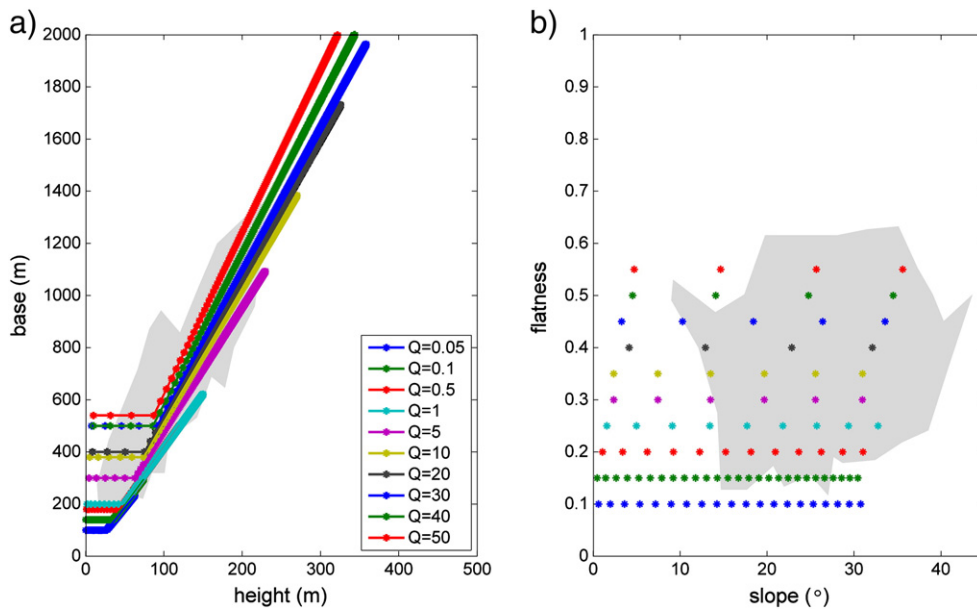 a)
2000
1800
1600
1400
1200
1000
800
600
400
200
0
base (m)
0 100 200 300 400 500
height (m)
Q=0.05
Q=0.1
Q=0.5
Q=1
Q=5
Q=10
Q=20
Q=30
Q=40
Q=50
b)
1
0.9
0.8
0.7
0.6
0.5
0.4
0.3
0.2
0.1
0
flatness
0 10 20 30 40
slope (°)